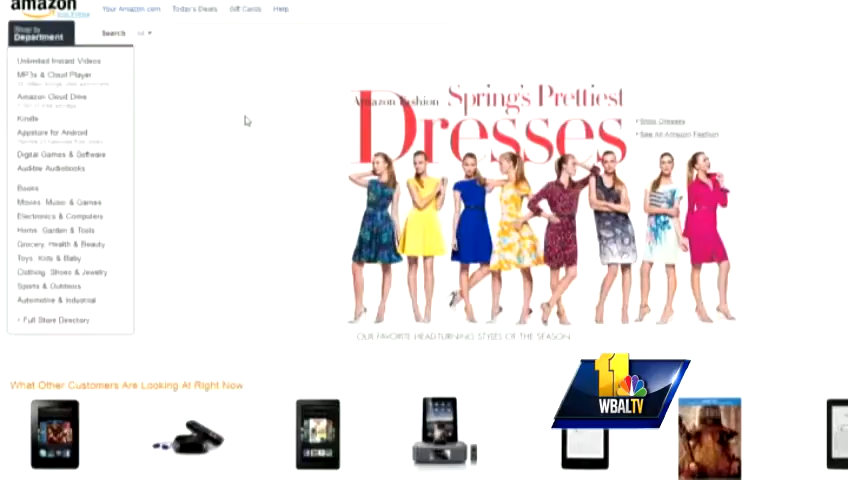 amazon
Your Amazon.com Today's Deals Gift Cards Help
Shop by
Department
Search All
Unlimited Instant Videos
MP3s & Cloud Player
Amazon Cloud Drive
Kindle
Appstore for Android
Digital Games & Software
Audible Audiobooks
Books
Movies, Music & Games
Electronics & Computers
Home, Garden & Tools
Grocery, Health & Beauty
Toys, Kids & Baby
Clothing, Shoes & Jewelry
Sports & Outdoors
Automotive & Industrial
Full Store Directory
Amazon Fashion Spring's Prettiest
Dresses
Shop Dresses
See All Amazon Fashion
OUR FAVORITE HEAD-TURNING STYLES OF THE SEASON
What Other Customers Are Looking At Right Now
11
WBALTV